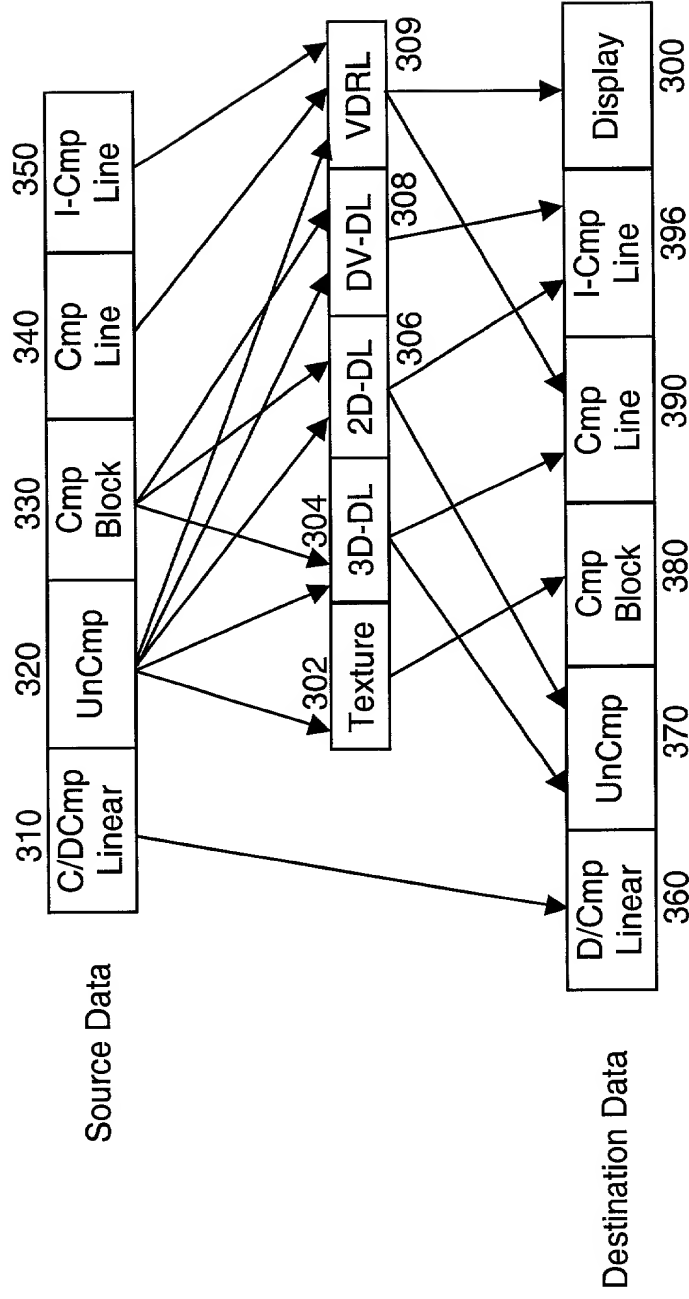 310
320
330
340
350
Source Data
C/DCmp
Linear
UnCmp
Cmp
Block
Cmp
Line
I-Cmp
Line
302
304
306
308
309
Texture
3D-DL
2D-DL
DV-DL
VDRL
Destination Data
D/Cmp
Linear
UnCmp
Cmp
Block
Cmp
Line
I-Cmp
Line
Display
360
370
380
390
396
300